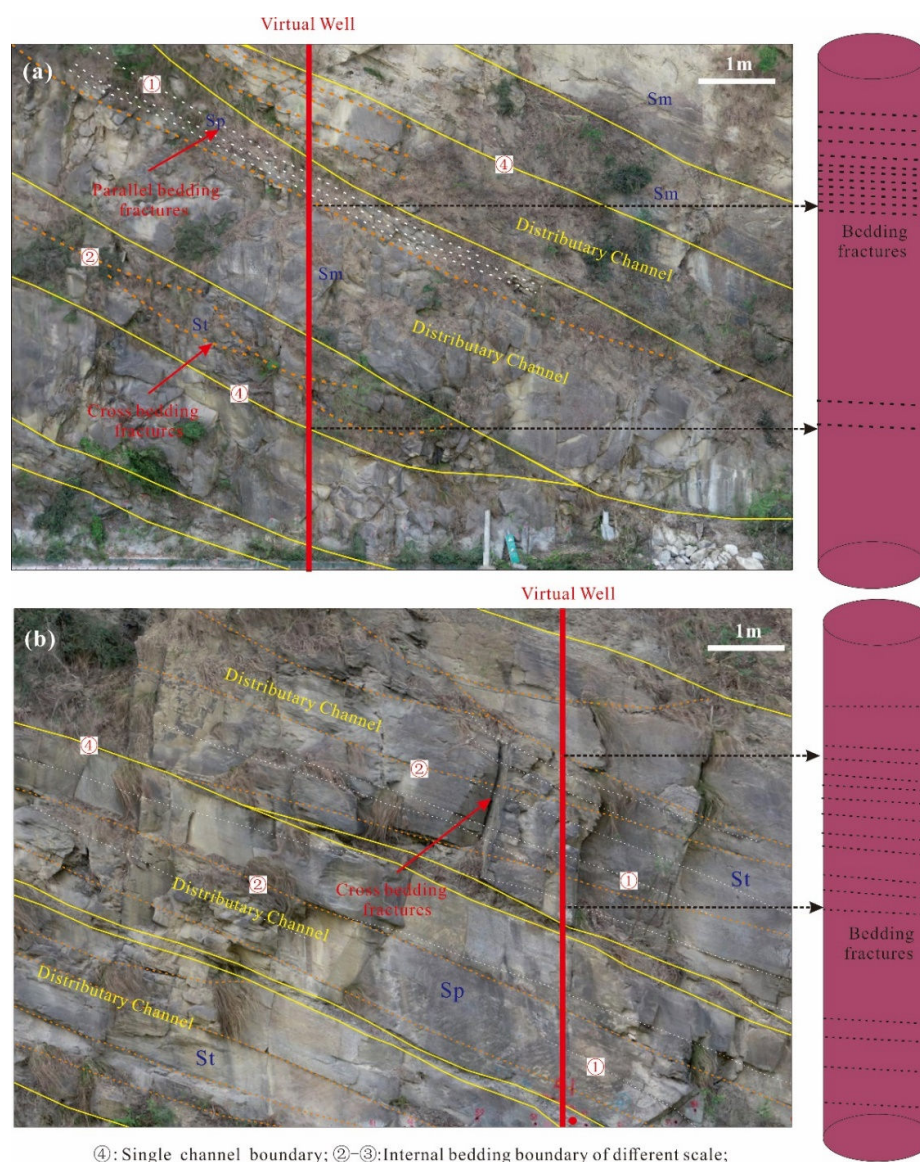 Virtual Well
(a)
1m
①
Sm
Sp
④
Parallel bedding
fractures
Sm
Bedding
fractures
Distributary Channel
②
Sm
St
Distributary Channel
④
Cross bedding
fractures
Virtual Well
(b)
1m
Distributary Channel
④
②
①
St
②
Cross bedding
fractures
Distributary Channel
Bedding
fractures
Sp
Distributary Channel
St
①
④: Single channel boundary; ②-③:Internal bedding boundary of different scale;